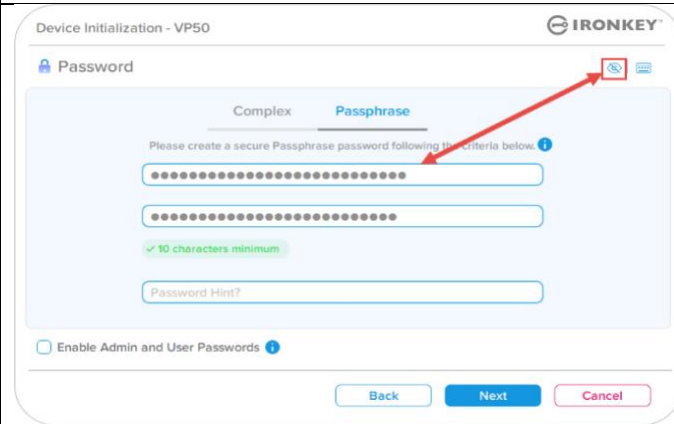 Device Initialization - VP50
IRONKEY
Password
Complex Passphrase
Please create a secure Passphrase password following the criteria below.
●●●●●●●●●●●●●●●●●●●●●●●●●●●
●●●●●●●●●●●●●●●●●●●●●●●●●●
✓ 10 characters minimum
Password Hint?
Enable Admin and User Passwords
Back Next Cancel